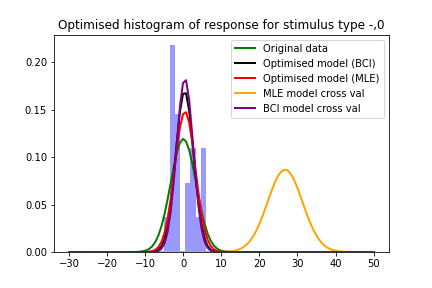 Optimised histogram of response for stimulus type -,0
Original data
Optimised model (BCI)
Optimised model (MLE)
MLE model cross val
BCI model cross val
0.20
0.15
0.10
0.05
0.00
−30 −20 −10 0 10 20 30 40 50